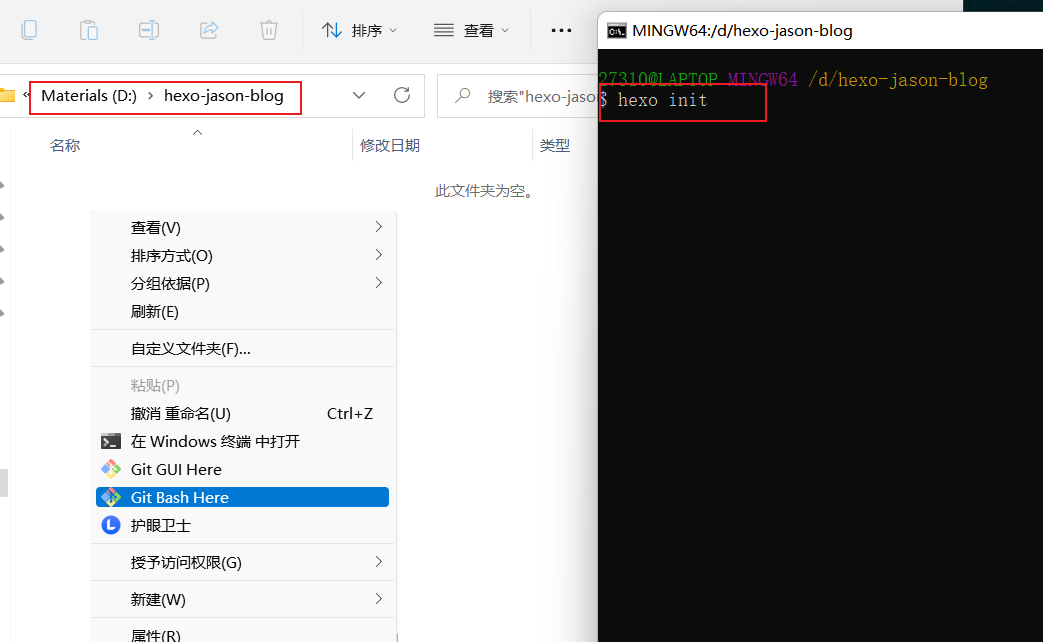 排序
查看
Materials (D:) > hexo-jason-blog
搜索"hexo-jaso
名称
修改日期
类型
此文件夹为空。
查看(V)
排序方式(O)
分组依据(P)
刷新(E)
自定义文件夹(F)...
粘贴(P)
撤消 重命名(U) Ctrl+Z
在 Windows 终端 中打开
Git GUI Here
Git Bash Here
护眼卫士
授予访问权限(G)
新建(W)
属性(R)
MINGW64:/d/hexo-jason-blog
27310@LAPTOP MINGW64 /d/hexo-jason-blog
$ hexo init